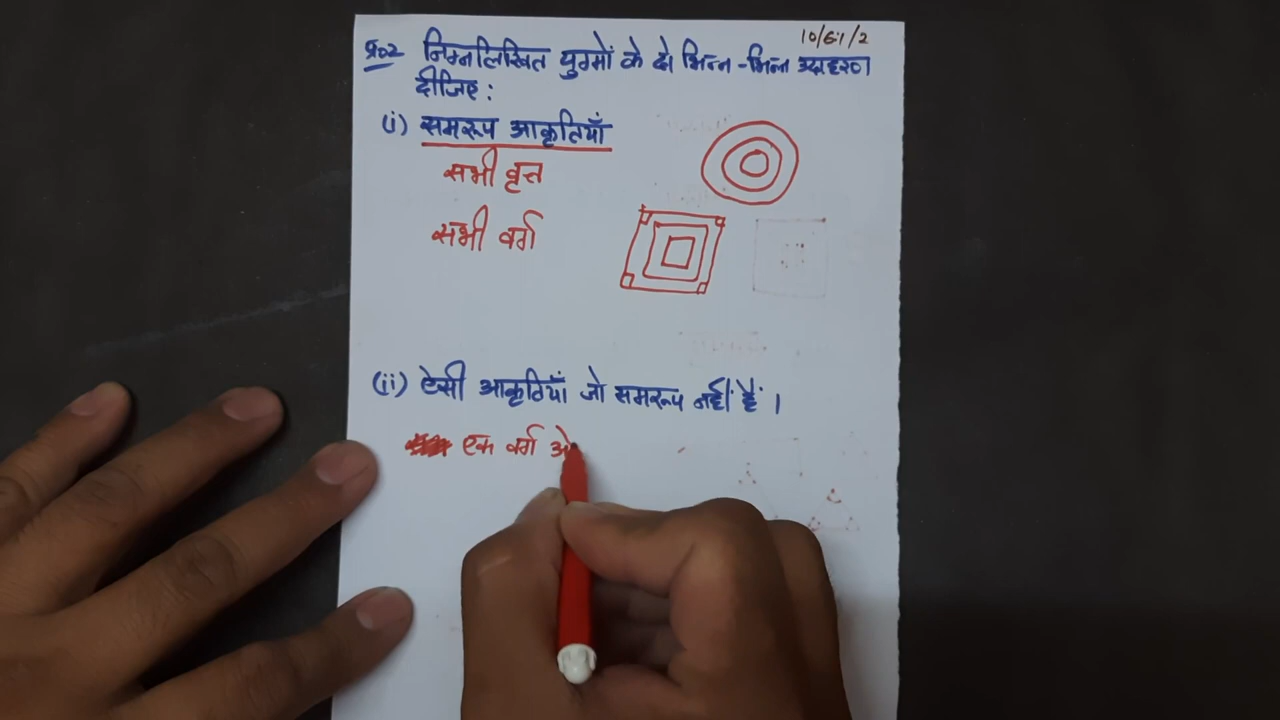 10/6.1/2
प्र०2 निम्नलिखित युग्मों के दो भिन्न-भिन्न उदाहरण
दीजिए:
(i) समरूप आकृतियाँ
सभी वृत्त
सभी वर्ग
(ii) ऐसी आकृतियाँ जो समरूप नहीं हैं।
एक वर्ग औ